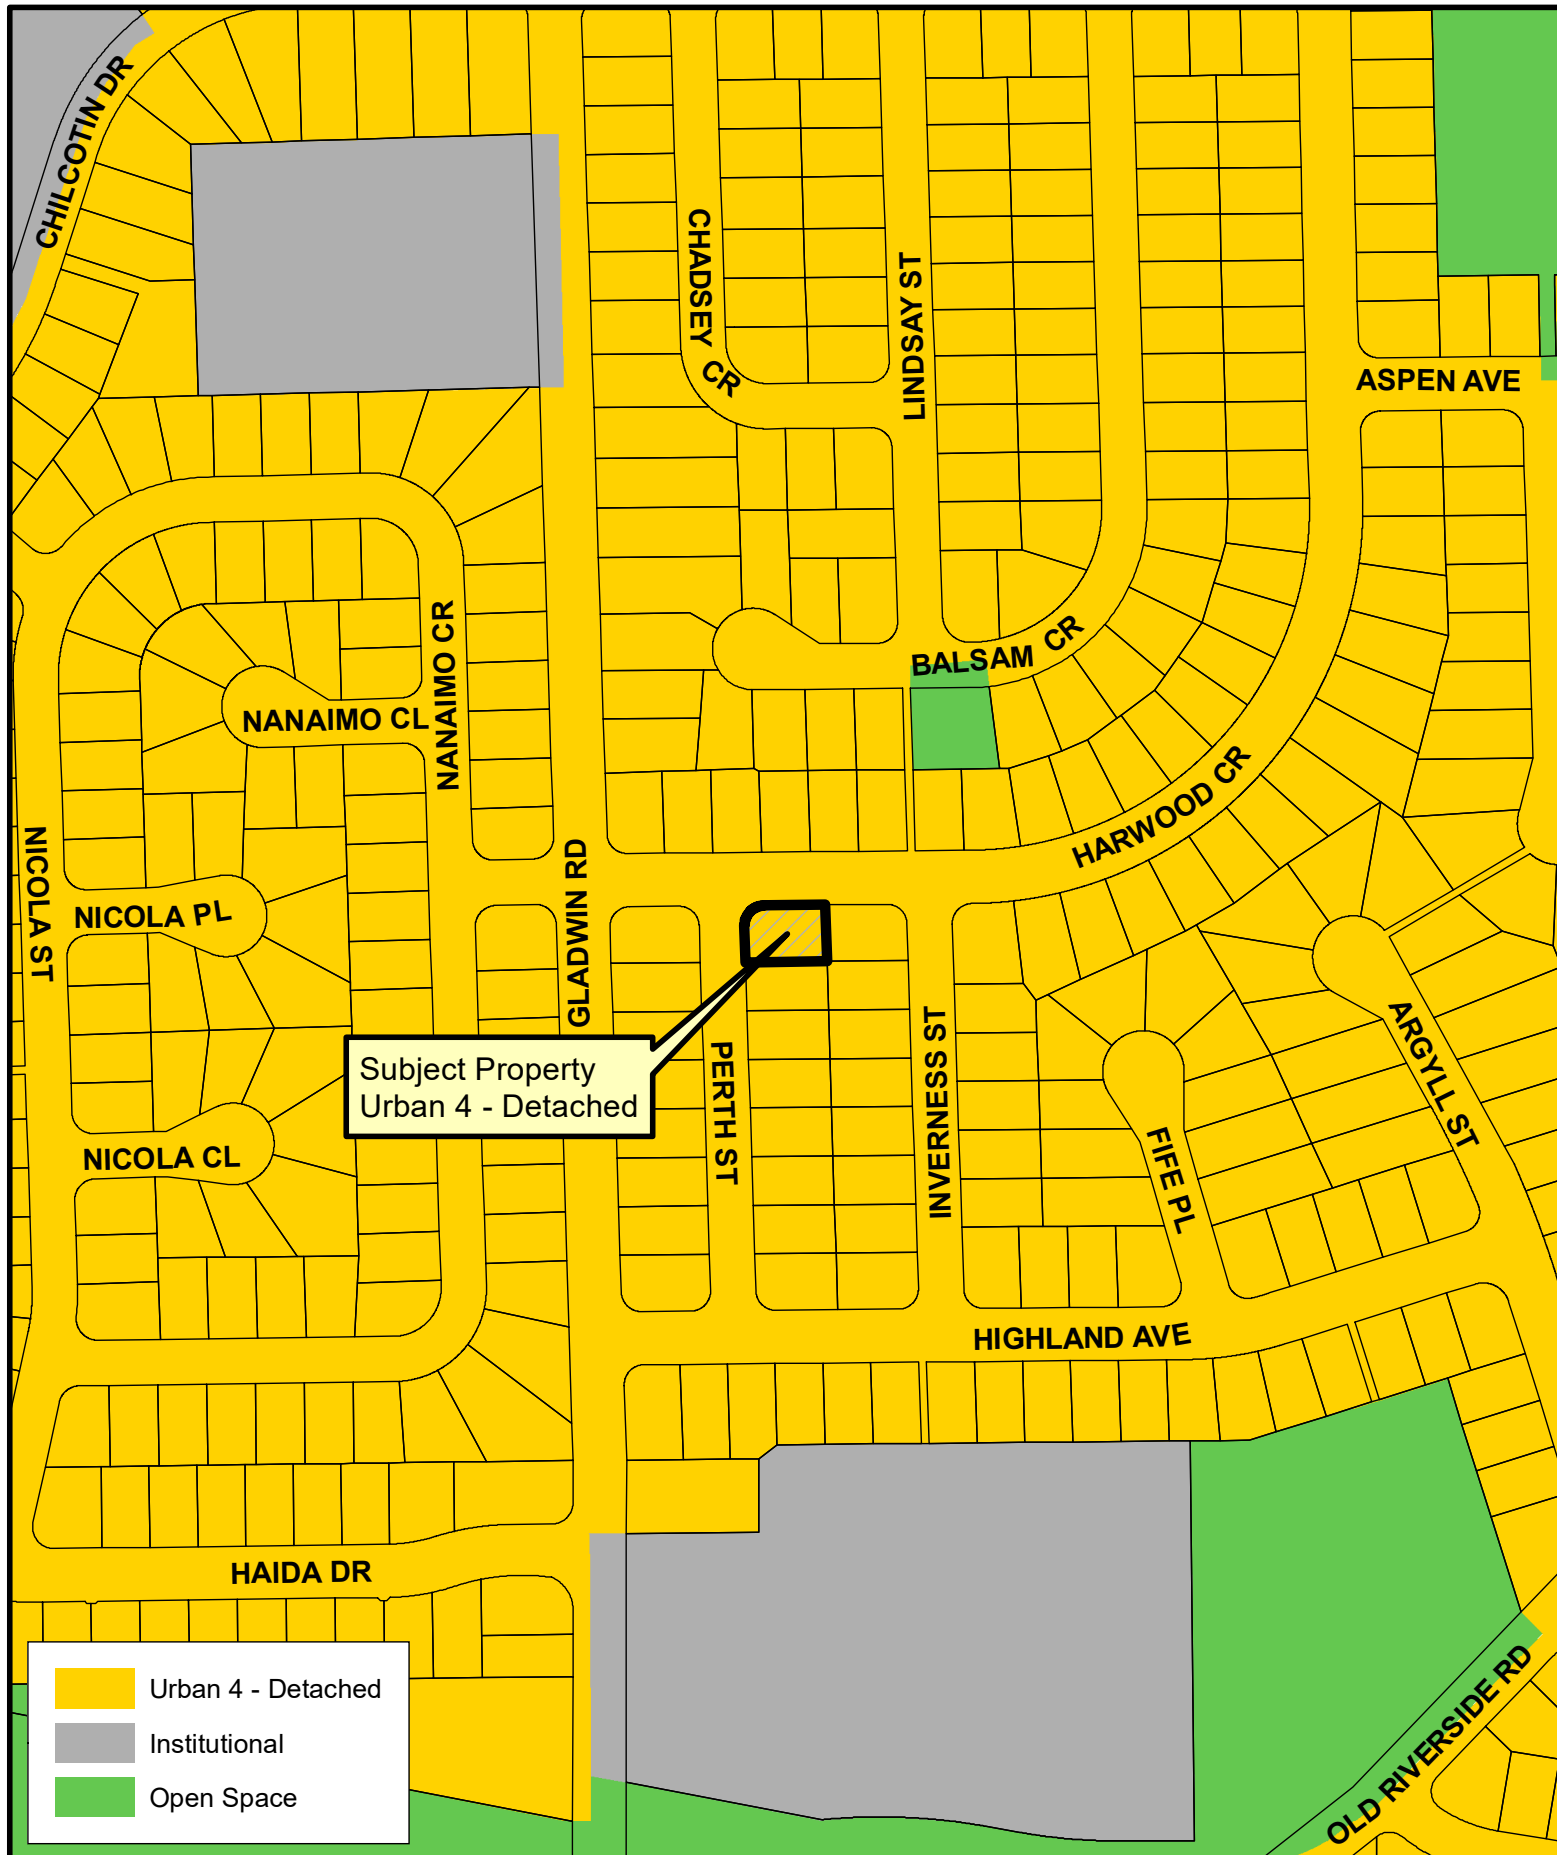 CHILCOTIN DR
CHADSEY CR
LINDSAY ST
ASPEN AVE
BALSAM CR
NANAIMO CR
NANAIMO CL
HARWOOD CR
NICOLA ST
NICOLA PL
GLADWIN RD
Subject Property
Urban 4 - Detached
PERTH ST
INVERNESS ST
ARGYLL ST
FIFE PL
NICOLA CL
HIGHLAND AVE
HAIDA DR
OLD RIVERSIDE RD
Urban 4 - Detached
Institutional
Open Space